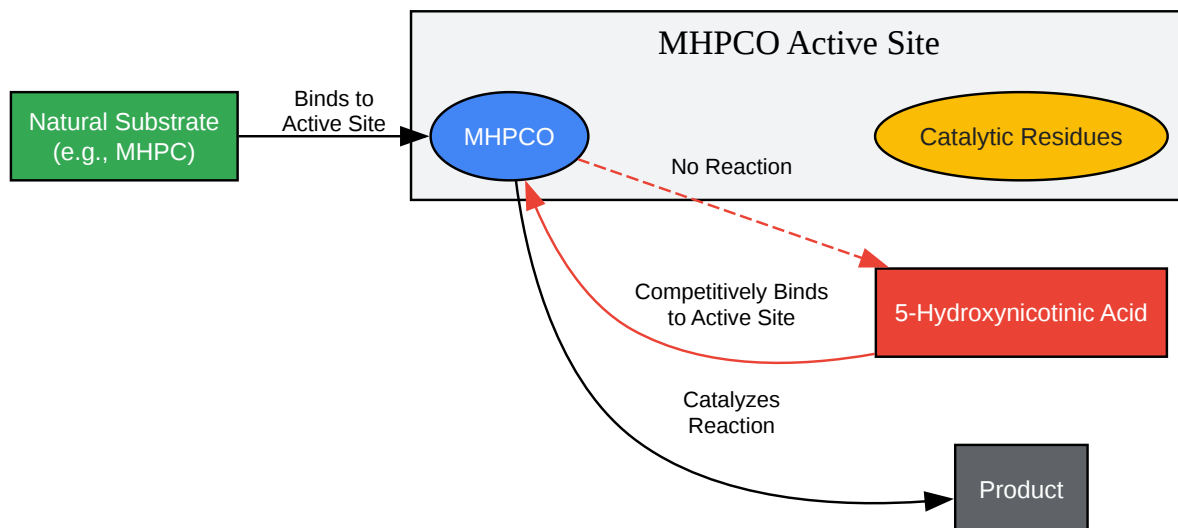 MHPCO Active Site
Binds to
Active Site
Natural Substrate
(e.g., MHPC)
MHPCO
Catalytic Residues
No Reaction
Competitively Binds
to Active Site
5-Hydroxynicotinic Acid
Catalyzes
Reaction
Product